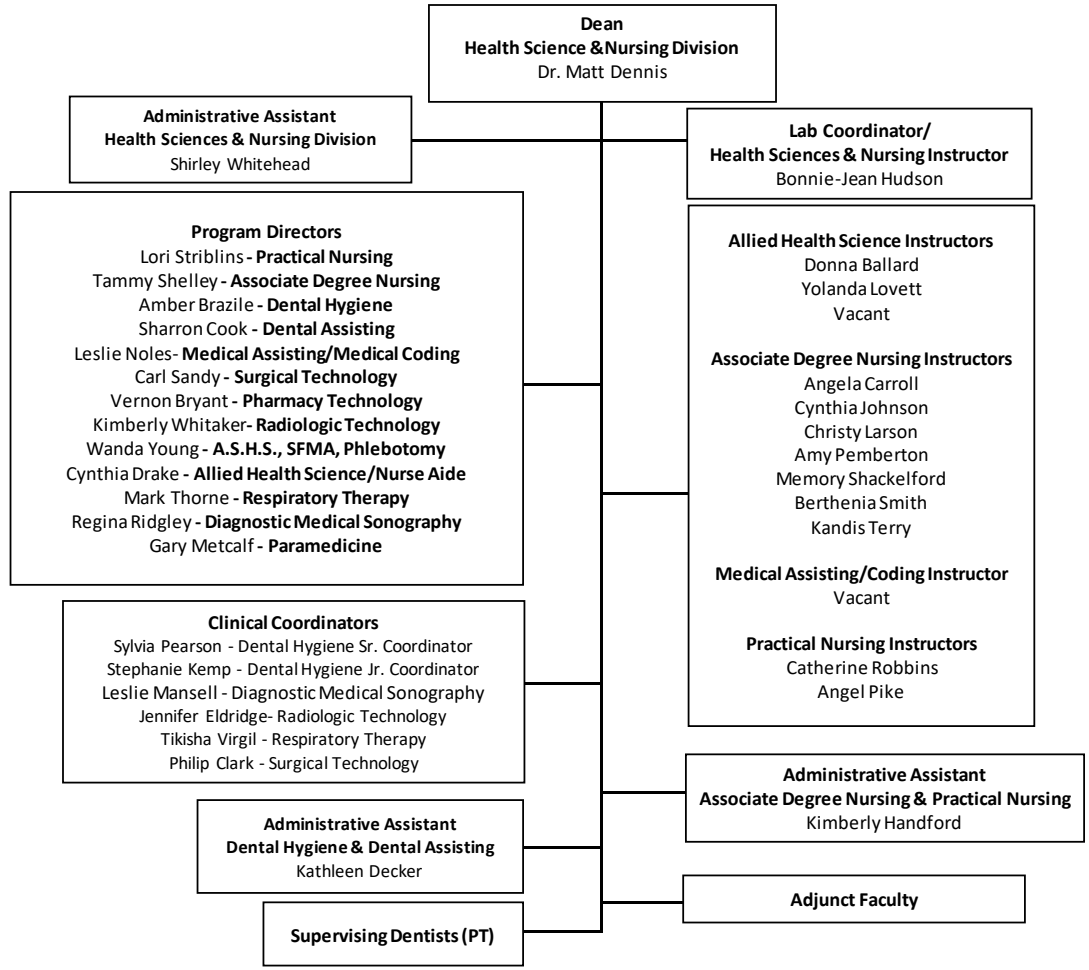 Dean
Health Science &Nursing Division
Dr. Matt Dennis
Administrative Assistant
Health Sciences & Nursing Division
Shirley Whitehead
Lab Coordinator/
Health Sciences & Nursing Instructor
Bonnie-Jean Hudson
Program Directors
Lori Striblins - Practical Nursing
Tammy Shelley - Associate Degree Nursing
Amber Brazile - Dental Hygiene
Sharron Cook - Dental Assisting
Leslie Noles- Medical Assisting/Medical Coding
Carl Sandy - Surgical Technology
Vernon Bryant - Pharmacy Technology
Kimberly Whitaker- Radiologic Technology
Wanda Young - A.S.H.S., SFMA, Phlebotomy
Cynthia Drake - Allied Health Science/Nurse Aide
Mark Thorne - Respiratory Therapy
Regina Ridgley - Diagnostic Medical Sonography
Gary Metcalf - Paramedicine
Allied Health Science Instructors
Donna Ballard
Yolanda Lovett
Vacant
Associate Degree Nursing Instructors
Angela Carroll
Cynthia Johnson
Christy Larson
Amy Pemberton
Memory Shackelford
Berthenia Smith
Kandis Terry
Medical Assisting/Coding Instructor
Vacant
Practical Nursing Instructors
Catherine Robbins
Angel Pike
Clinical Coordinators
Sylvia Pearson - Dental Hygiene Sr. Coordinator
Stephanie Kemp - Dental Hygiene Jr. Coordinator
Leslie Mansell - Diagnostic Medical Sonography
Jennifer Eldridge- Radiologic Technology
Tikisha Virgil - Respiratory Therapy
Philip Clark - Surgical Technology
Administrative Assistant
Associate Degree Nursing & Practical Nursing
Kimberly Handford
Administrative Assistant
Dental Hygiene & Dental Assisting
Kathleen Decker
Adjunct Faculty
Supervising Dentists (PT)